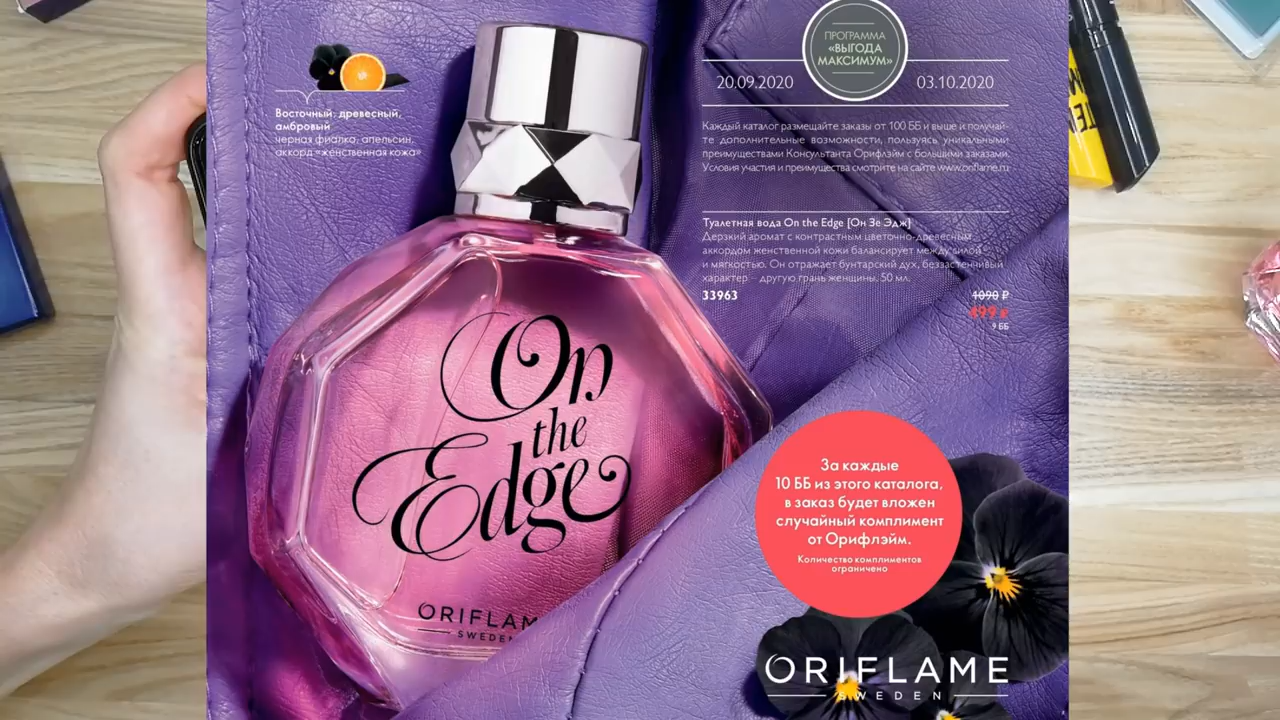 ПРОГРАММА
«ВЫГОДА
МАКСИМУМ»
20.09.2020
03.10.2020
Восточный: древесный,
амбровый
черная фиалка, апельсин,
аккорд «женственная кожа»
Каждый каталог размещайте заказы от 100 ББ и выше и получай-
те дополнительные возможности, пользуясь уникальными
преимуществами Консультанта Орифлэйм с большими заказами.
Условия участия и преимущества смотрите на сайте www.oriflame.ru
Туалетная вода On the Edge [Он Зе Эдж]
Дерзкий аромат с контрастным цветочно-древесным
аккордом женственной кожи балансирует между силой
и мягкостью. Он отражает бунтарский дух, беззастенчивый
характер – другую грань женщины. 50 мл.
33963
1090 ₽
499 ₽
9 ББ
On
the
Edge
ORIFLAM
SWEDEN
За каждые
10 ББ из этого каталога,
в заказ будет вложен
случайный комплимент
от Орифлэйм.
Количество комплиментов
ограничено
ORIFLAME
SWEDEN